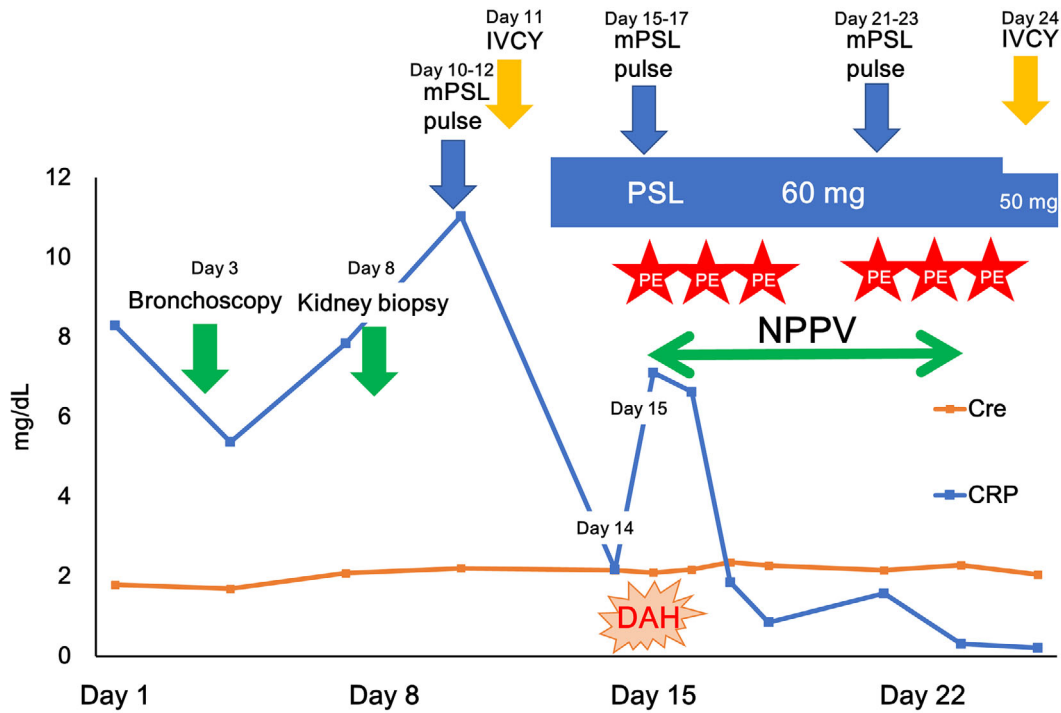 Day 11
IVCY
Day 15-17
mPSL
pulse
Day 21-23
mPSL
pulse
Day 24
IVCY
Day 10-12
mPSL
pulse
PSL
60 mg
50 mg
12
10
8
6
4
2
0
mg/dL
Day 3
Bronchoscopy
Day 8
Kidney biopsy
PE
PE
PE
PE
PE
PE
NPPV
Day 15
Day 14
DAH
Cre
CRP
Day 1
Day 8
Day 15
Day 22